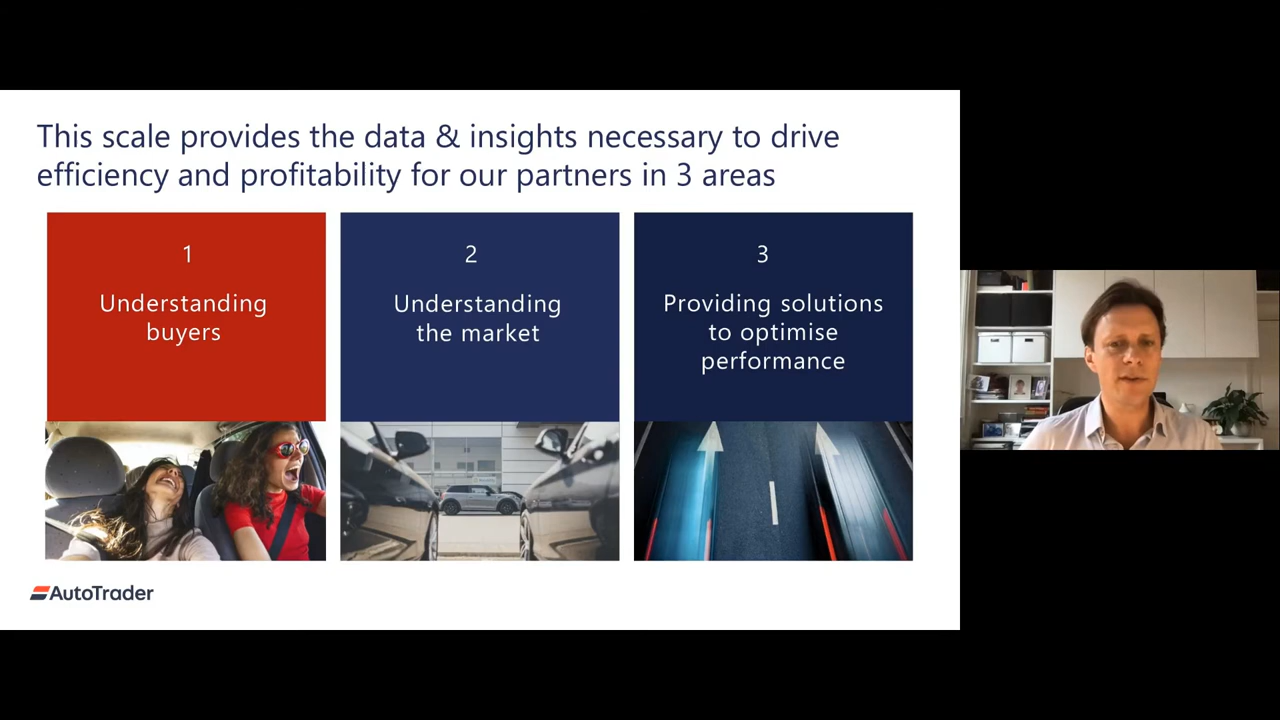 This scale provides the data & insights necessary to drive
efficiency and profitability for our partners in 3 areas
1
Understanding
buyers
2
Understanding
the market
3
Providing solutions
to optimise
performance
AutoTrader